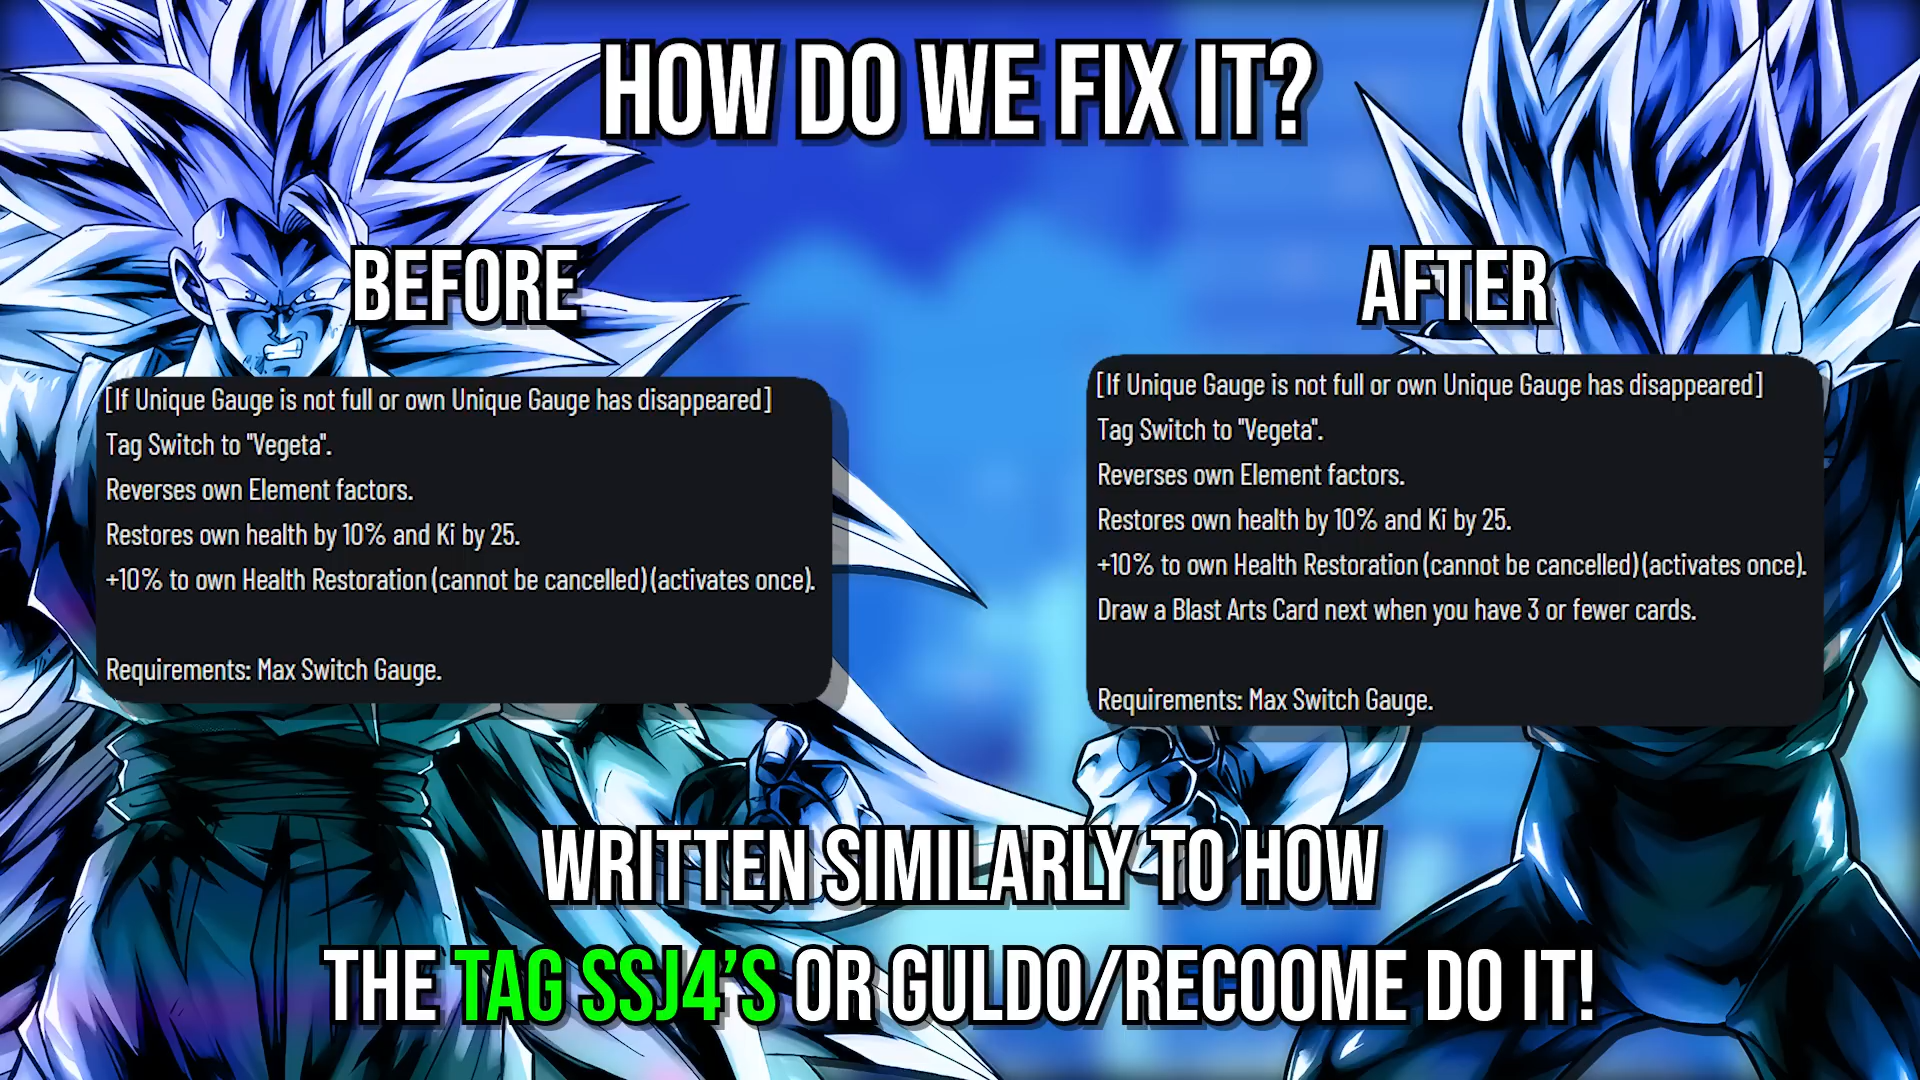 HOW DO WE FIX IT?
BEFORE
[If Unique Gauge is not full or own Unique Gauge has disappeared]
Tag Switch to "Vegeta".
Reverses own Element factors.
Restores own health by 10% and Ki by 25.
+10% to own Health Restoration (cannot be cancelled) (activates once).
Requirements: Max Switch Gauge.
AFTER
[If Unique Gauge is not full or own Unique Gauge has disappeared]
Tag Switch to "Vegeta".
Reverses own Element factors.
Restores own health by 10% and Ki by 25.
+10% to own Health Restoration (cannot be cancelled) (activates once).
Draw a Blast Arts Card next when you have 3 or fewer cards.
Requirements: Max Switch Gauge.
WRITTEN SIMILARLY TO HOW
THE TAG SSJ4'S OR GULDO/RECOOME DO IT!